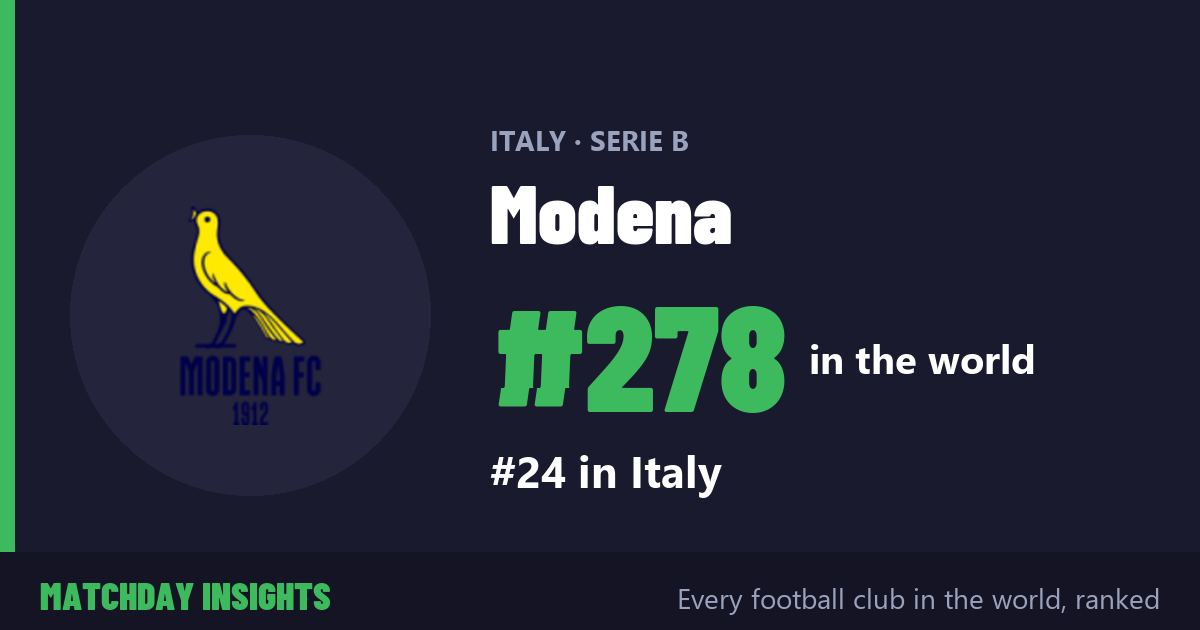 ITALY · SERIE B
Modena
#278 in the world
#24 in Italy
MODENA FC
1912
MATCHDAY INSIGHTS
Every football club in the world, ranked